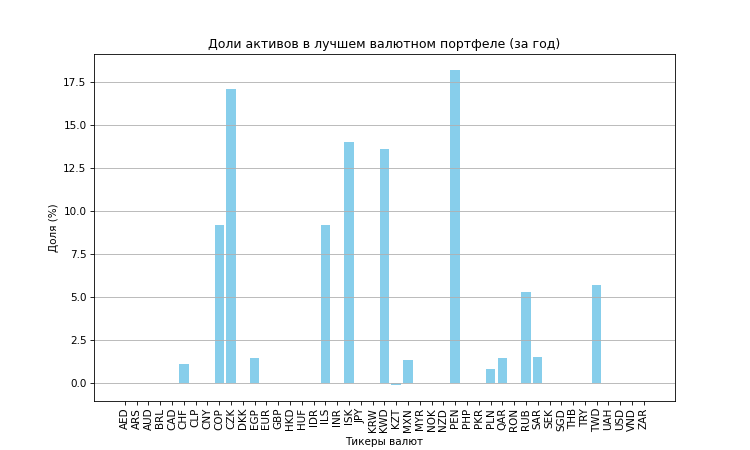 Доли активов в лучшем валютном портфеле (за год)
Доля (%)
17.5
15.0
12.5
10.0
7.5
5.0
2.5
0.0
AED ARS AUD BRL CAD CHF CLP CNY COP CZK DKK EGP EUR GBP HKD HUF IDR ILS INR ISK JPY KRW KWD KZT MXN MYR NOK NZD PEN PHP PKR PLN QAR RON RUB SAR SEK SGD THB TRY TWD UAH USD VND ZAR
Тикеры валют